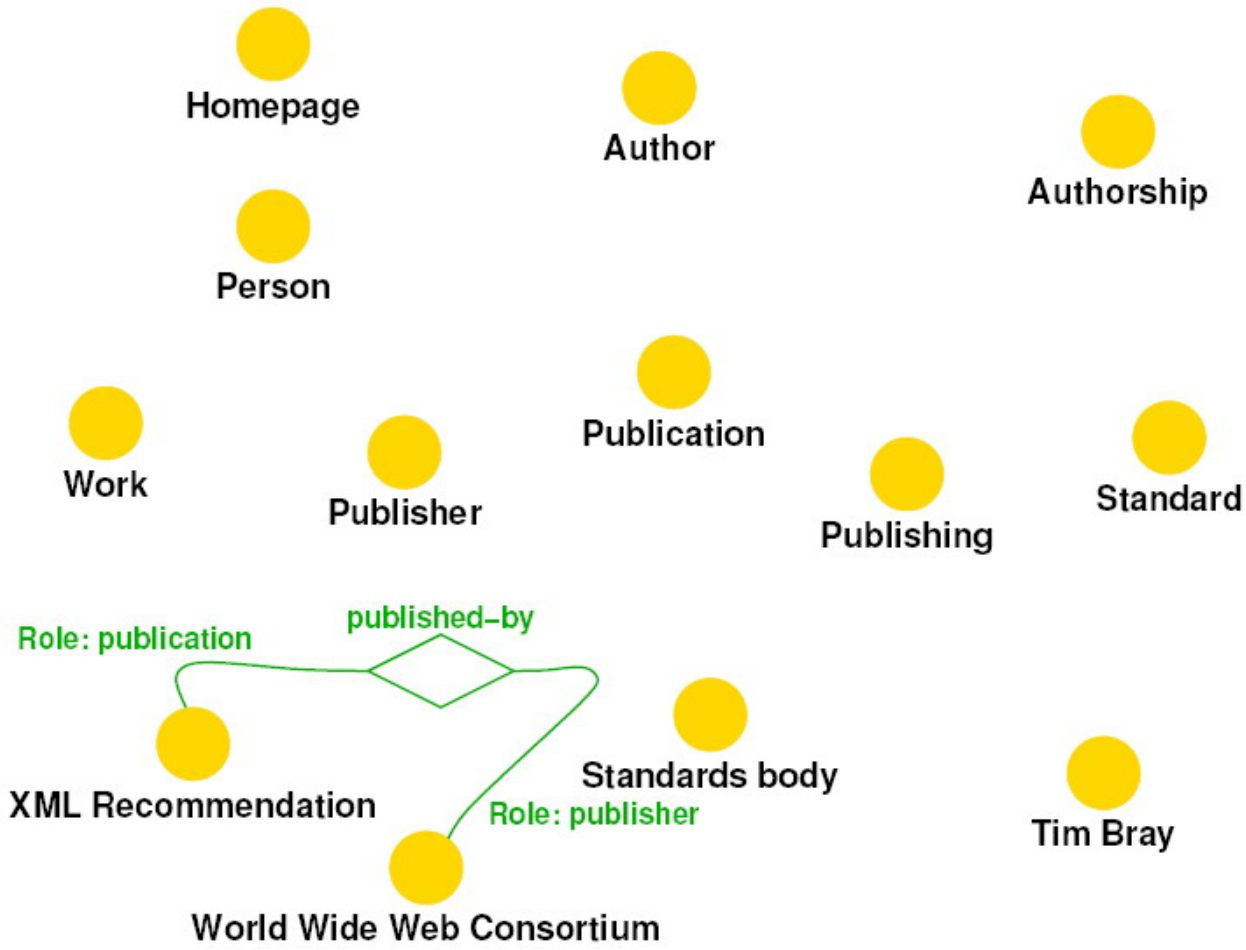 Homepage
Author
Authorship
Person
Publication
Work
Publisher
Publishing
Standard
published–by
Role: publication
Standards body
XML Recommendation
Role: publisher
Tim Bray
World Wide Web Consortium